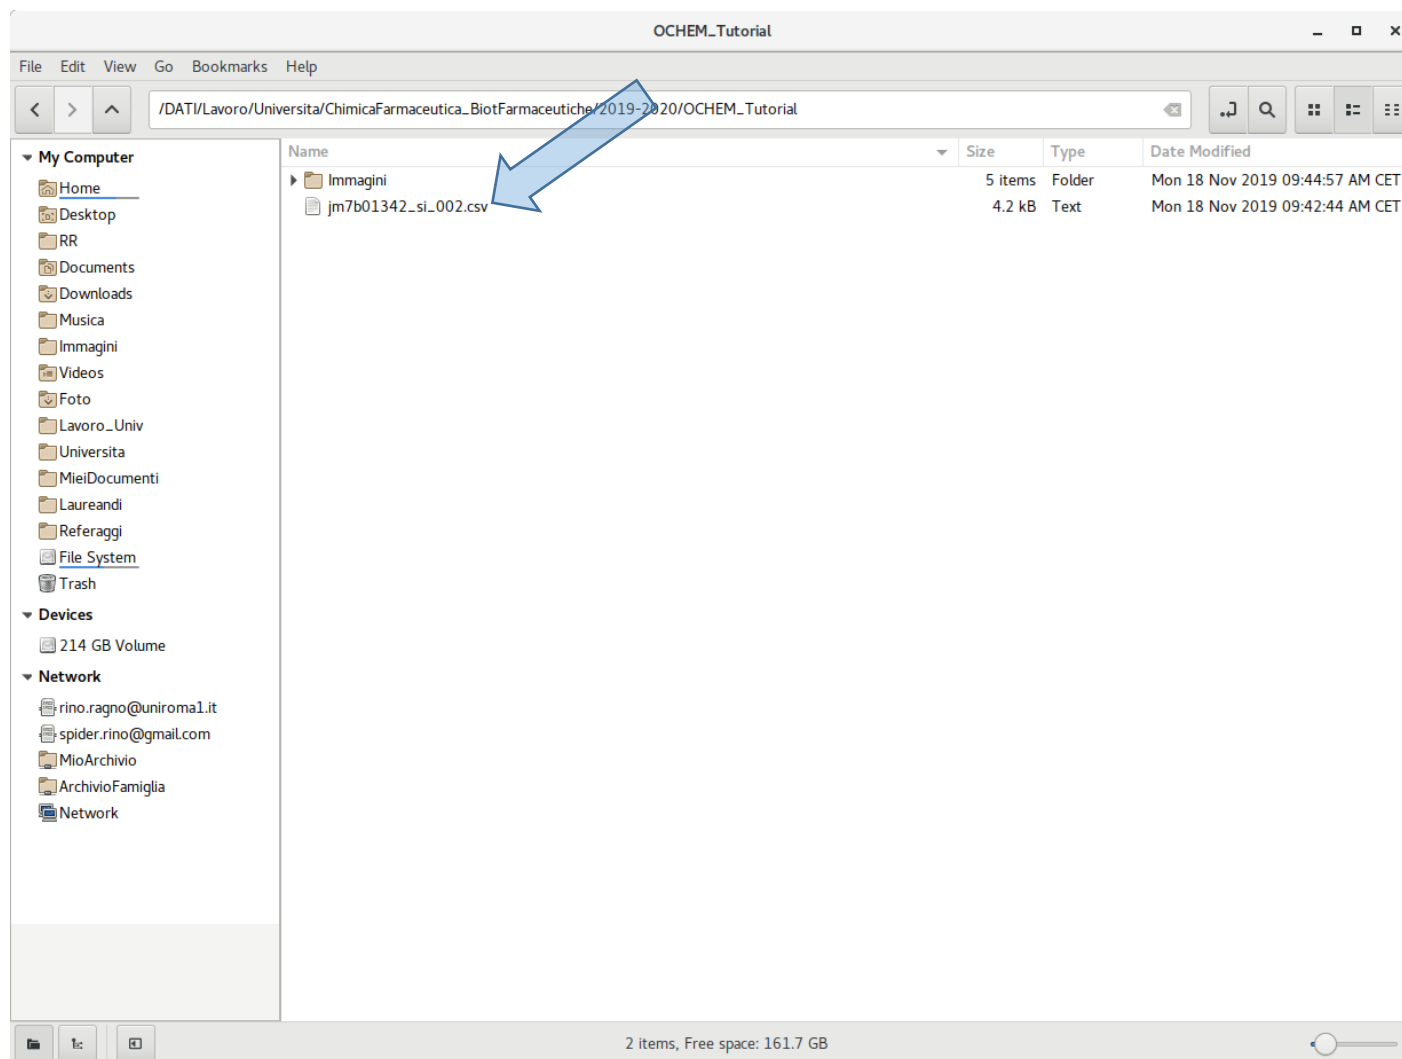 OCHEM_Tutorial
File Edit View Go Bookmarks Help
/DATI/Lavoro/Universita/ChimicaFarmaceutica_BiotFarmaceutiche/2019-2020/OCHEM_Tutorial
My Computer
Home
Desktop
RR
Documents
Downloads
Musica
Immagini
Videos
Foto
Lavoro_Univ
Universita
MieiDocumenti
Laureandi
Referaggi
File System
Trash
Devices
214 GB Volume
Network
rino.ragno@uniroma1.it
spider.rino@gmail.com
MioArchivio
ArchivioFamiglia
Network
Name Size Type Date Modified
Immagini 5 items Folder Mon 18 Nov 2019 09:44:57 AM CET
jm7b01342_si_002.csv 4.2 kB Text Mon 18 Nov 2019 09:42:44 AM CET
2 items, Free space: 161.7 GB